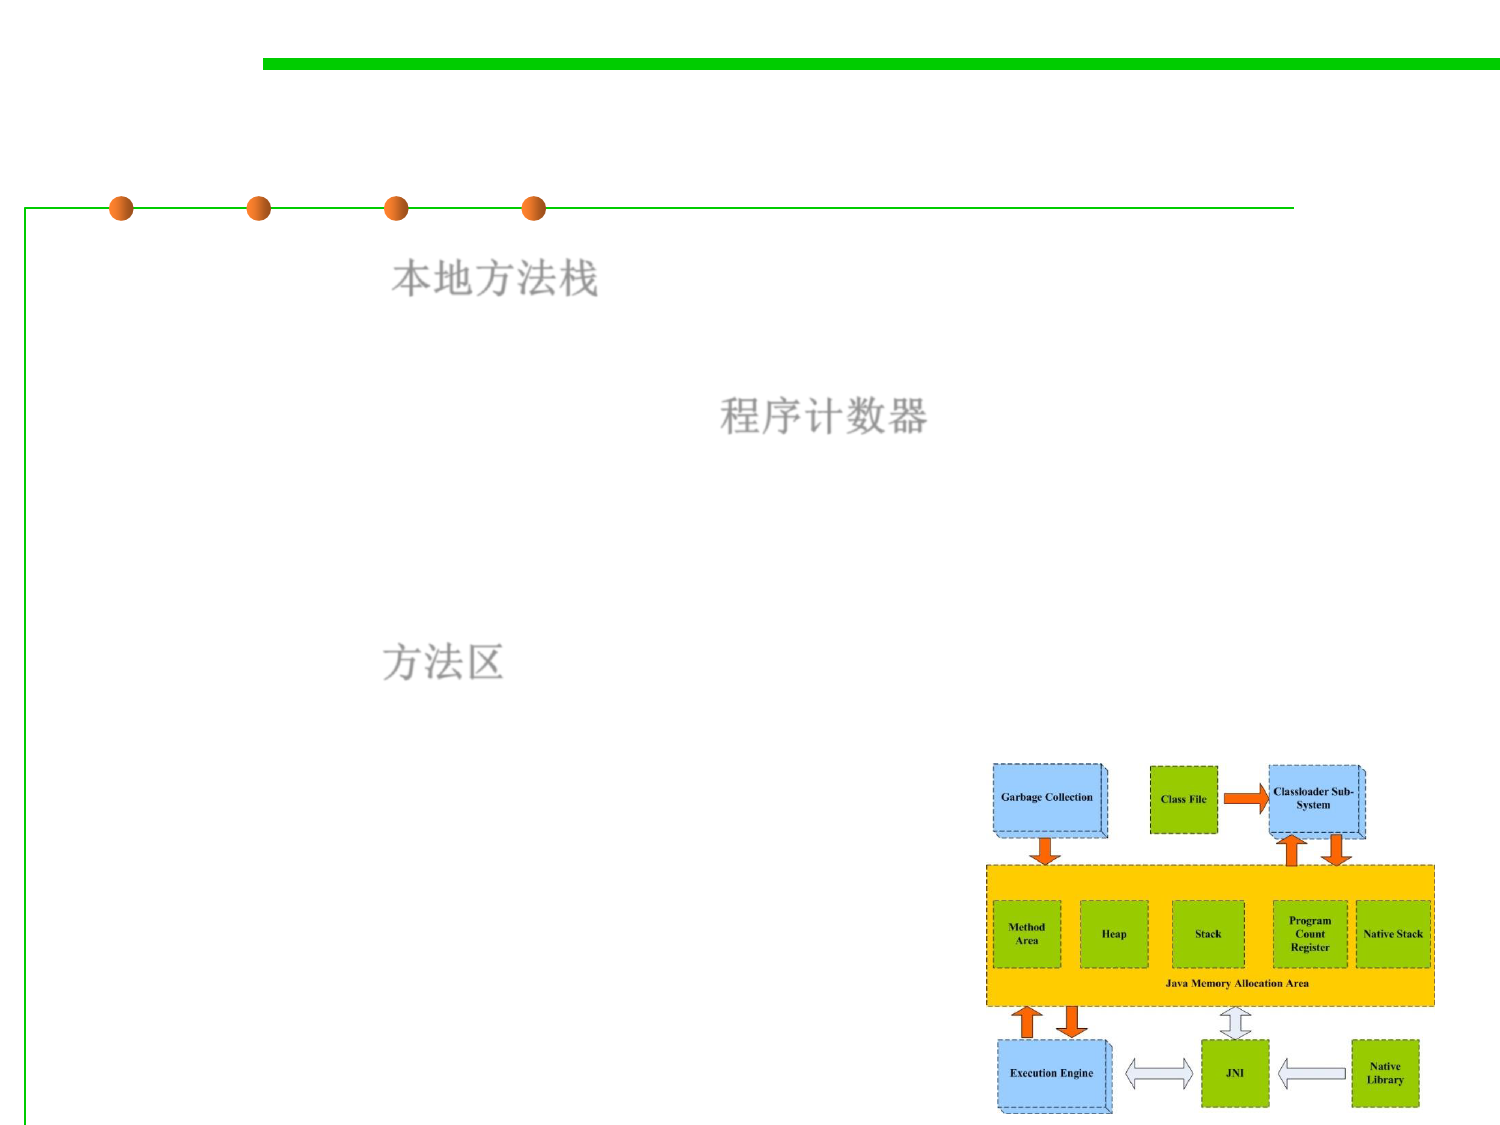 本地方法栈
程序计数器
方法区
Garbage Collection
Class File
Classloader Sub-
System
Method
Area
Heap
Stack
Program
Count
Register
Native Stack
Java Memory Allocation Area
Execution Engine
JNI
Native
Library